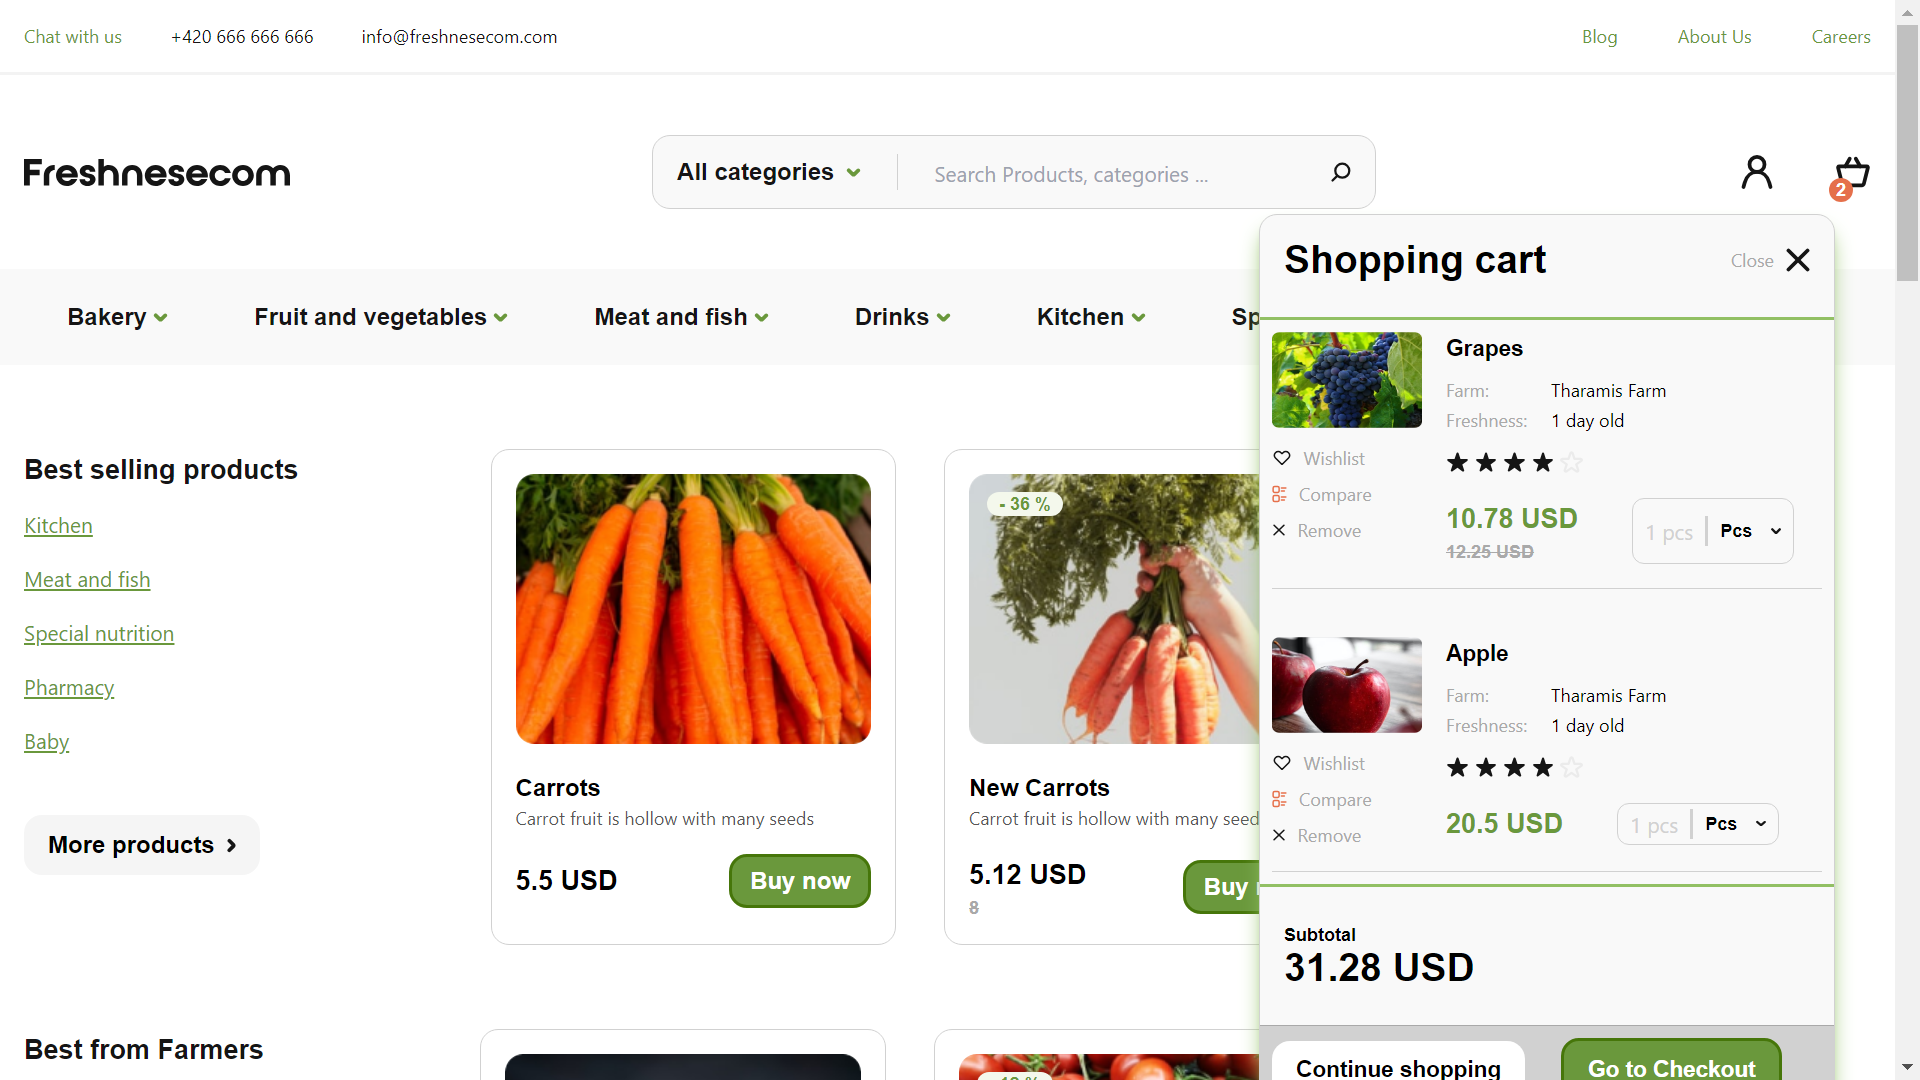 Chat with us
+420 666 666 666
info@freshnesecom.com
Blog
About Us
Careers
Freshnesecom
All categories
Search Products, categories ...
2
Bakery
Fruit and vegetables
Meat and fish
Drinks
Kitchen
Sp
Best selling products
Kitchen
Meat and fish
Special nutrition
Pharmacy
Baby
More products
Carrots
Carrot fruit is hollow with many seeds
5.5 USD
Buy now
- 36 %
New Carrots
Carrot fruit is hollow with many seed
5.12 USD
8
Buy
Best from Farmers
Shopping cart
Close
Grapes
Farm: Tharamis Farm
Freshness: 1 day old
Wishlist
Compare
Remove
10.78 USD
12.25 USD
1 pcs
Pcs
Apple
Farm: Tharamis Farm
Freshness: 1 day old
Wishlist
Compare
Remove
20.5 USD
1 pcs
Pcs
Subtotal
31.28 USD
Continue shopping
Go to Checkout